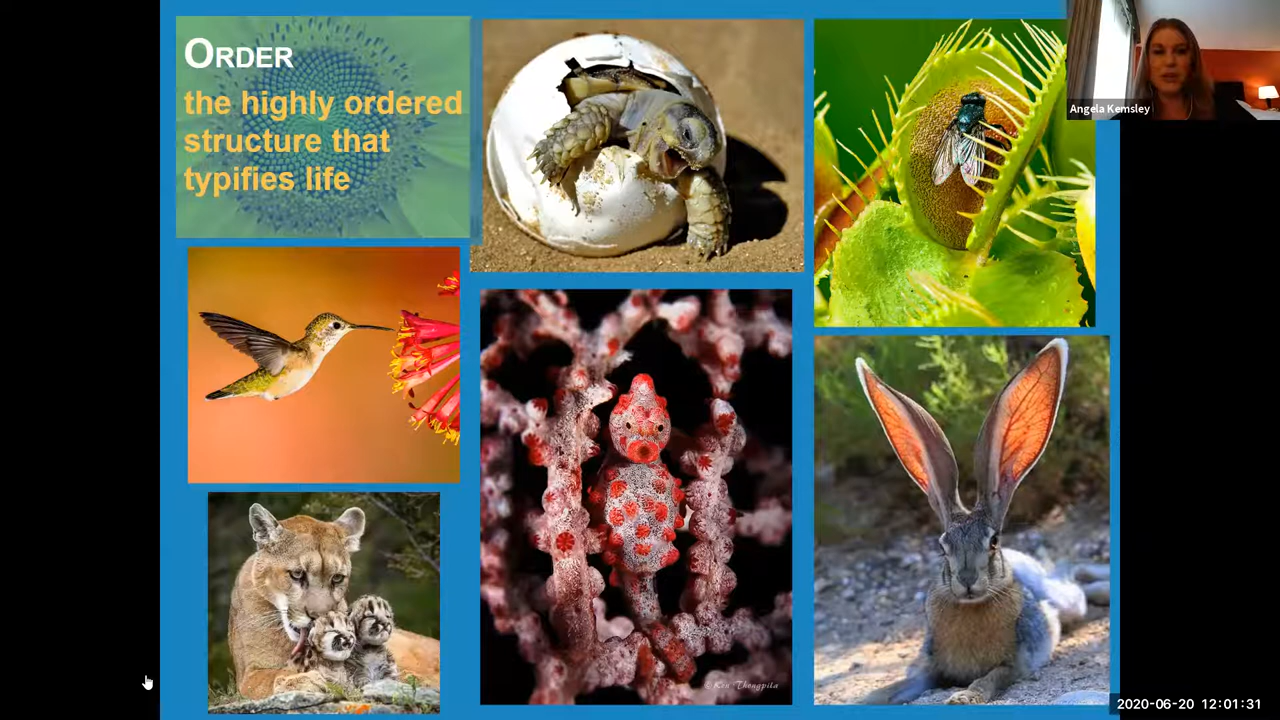 ORDER
the highly ordered
structure that
typifies life
Angela Kemsley
©Ken Thongpila
2020-06-20 12:01:31